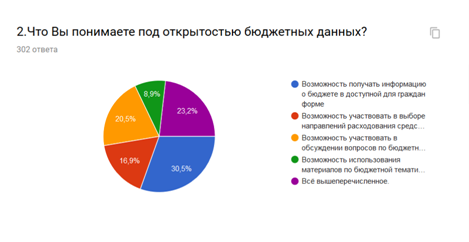 2.Что Вы понимаете под открытостью бюджетных данных?
302 ответа
8,9%
23,2%
20,5%
16,9%
30,5%
Возможность получать информацию
о бюджете в доступной для граждан
форме
Возможность участвовать в выборе
направлений расходования средс…
Возможность участвовать в
обсуждении вопросов по бюджетн…
Возможность использования
материалов по бюджетной темати…
Всё вышеперечисленное.